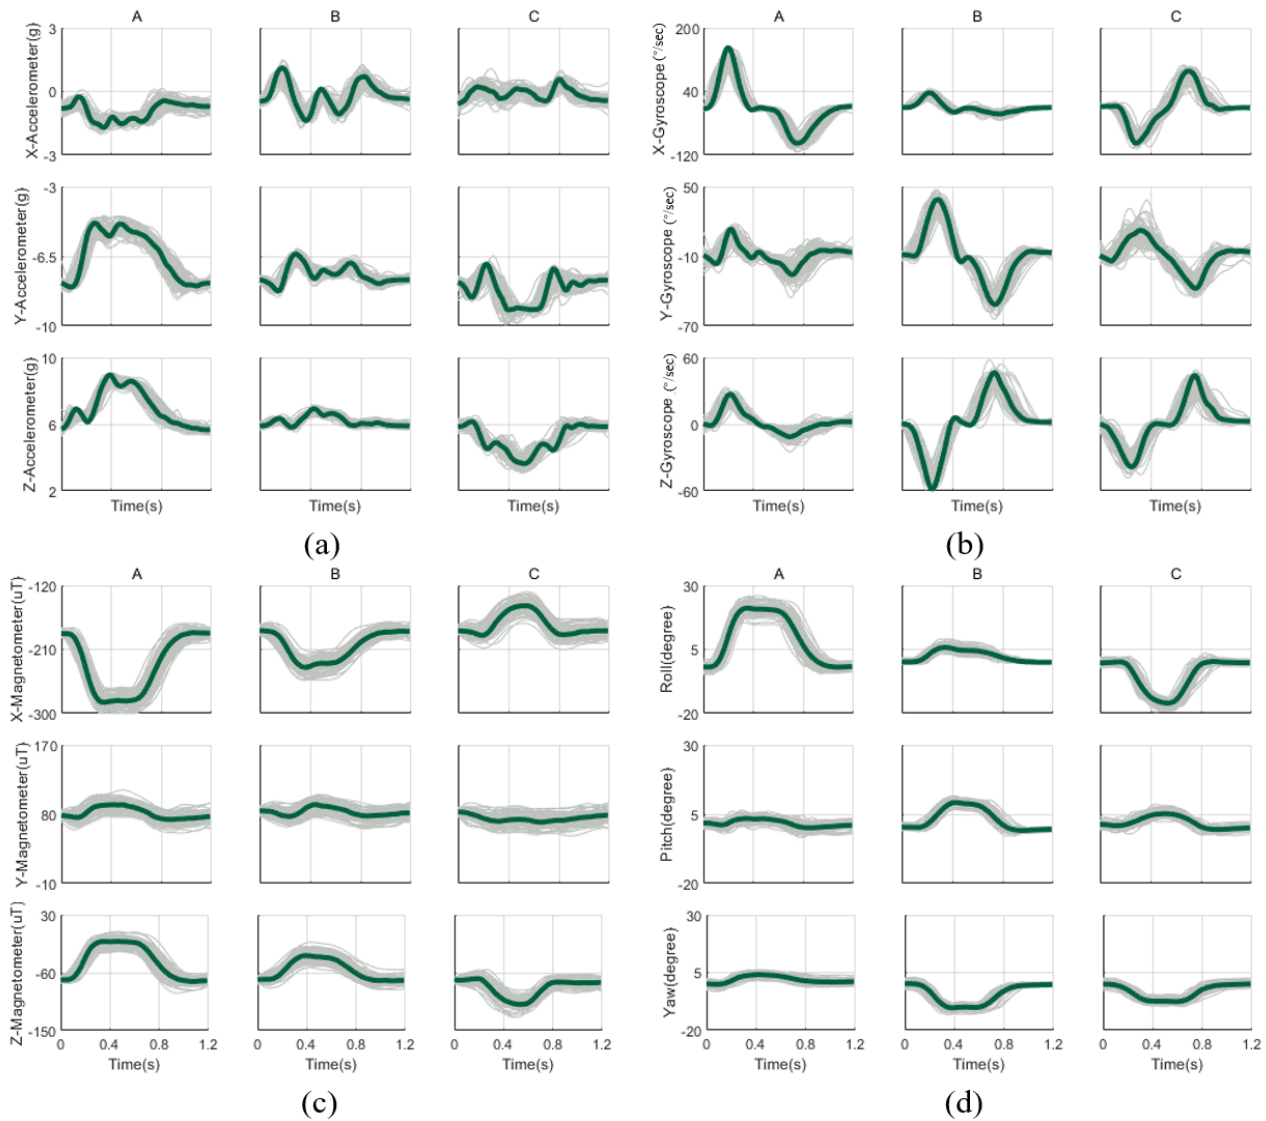 A B C
X-Accelerometer(g)
3
0
-3
Y-Accelerometer(g)
-3
-6.5
-10
Z-Accelerometer(g)
10
6
2
Time(s) Time(s) Time(s)
(a)
A B C
X-Gyroscope (°/sec)
200
40
-120
Y-Gyroscope (°/sec)
50
-10
-70
Z-Gyroscope (°/sec)
60
0
-60
Time(s) Time(s) Time(s)
(b)
A B C
X-Magnetometer(uT)
-120
-210
-300
Y-Magnetometer(uT)
170
80
-10
Z-Magnetometer(uT)
30
-60
-150
0 0.4 0.8 1.2 0 0.4 0.8 1.2 0 0.4 0.8 1.2
Time(s) Time(s) Time(s)
(c)
A B C
Roll(degree)
30
5
-20
Pitch(degree)
30
5
-20
Yaw(degree)
30
5
-20
0 0.4 0.8 1.2 0 0.4 0.8 1.2 0 0.4 0.8 1.2
Time(s) Time(s) Time(s)
(d)